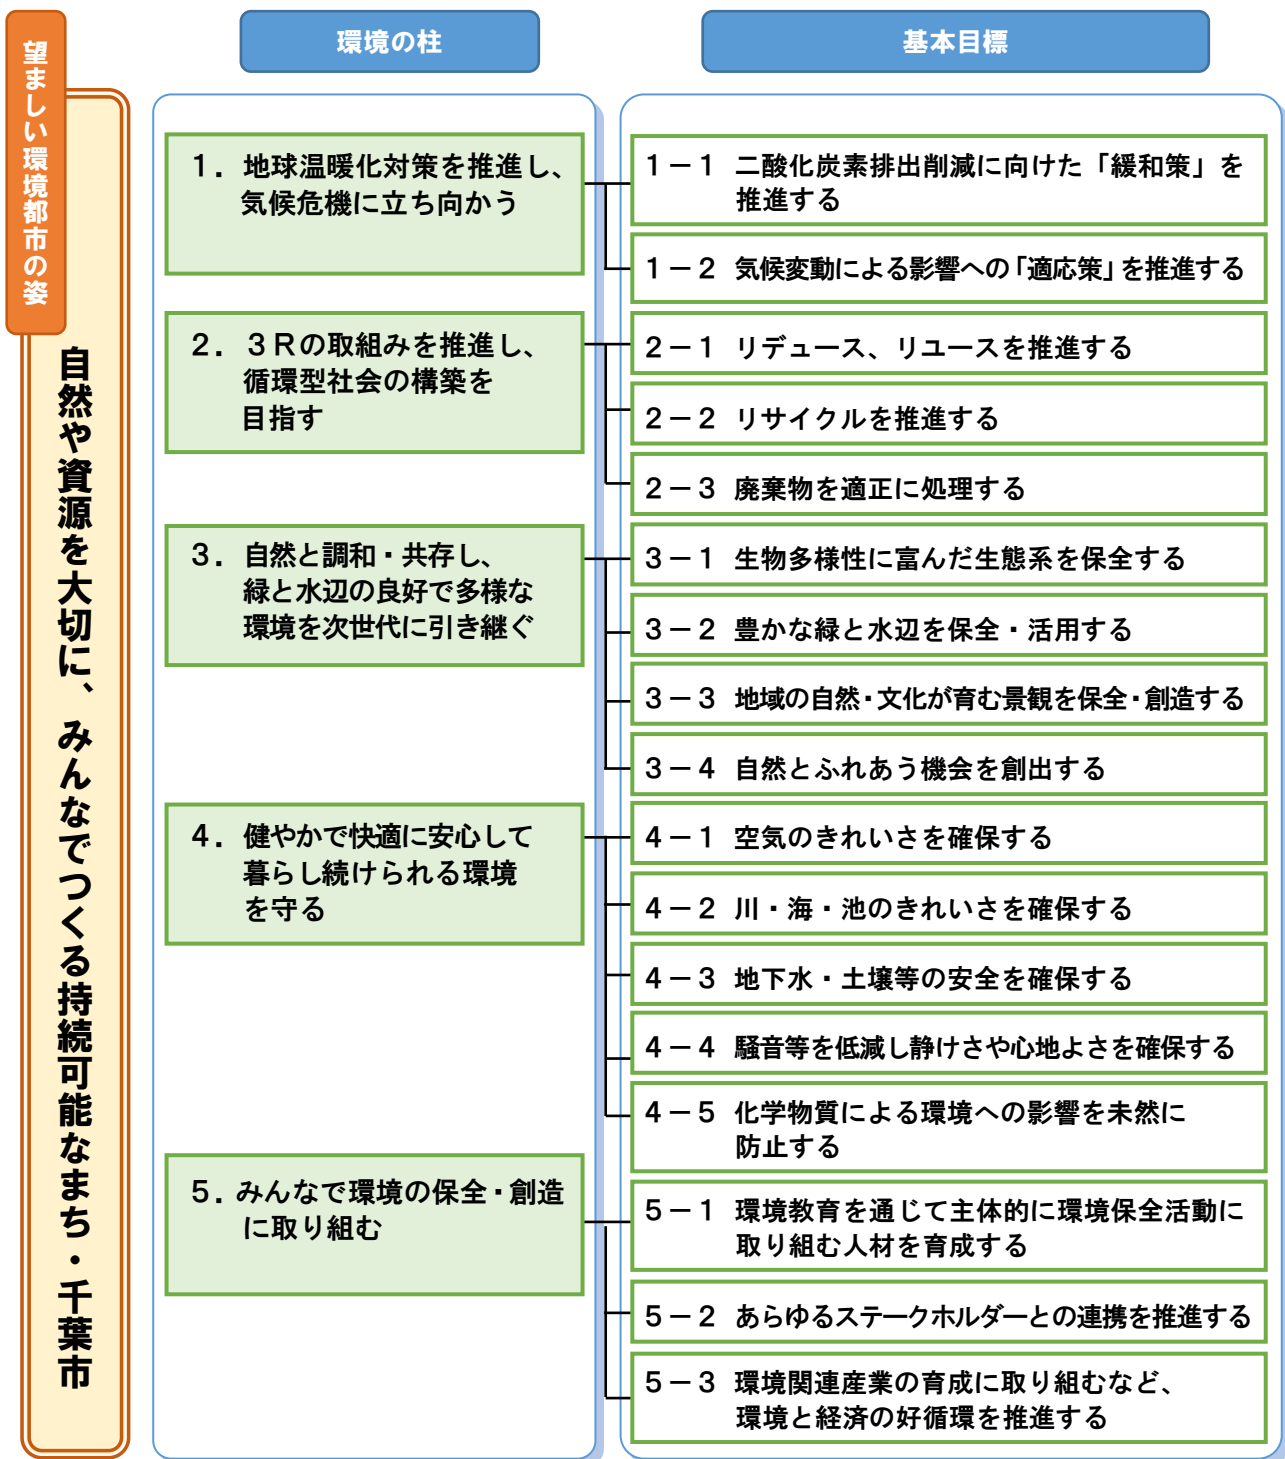 望ましい環境都市の姿
自然や資源を大切に、みんなでつくる持続可能なまち・千葉市
環境の柱
基本目標
１．地球温暖化対策を推進し、
気候危機に立ち向かう
１－１ 二酸化炭素排出削減に向けた「緩和策」を
推進する
１－２ 気候変動による影響への「適応策」を推進する
２．３Ｒの取組みを推進し、
循環型社会の構築を
目指す
２－１ リデュース、リユースを推進する
２－２ リサイクルを推進する
２－３ 廃棄物を適正に処理する
３．自然と調和・共存し、
緑と水辺の良好で多様な
環境を次世代に引き継ぐ
３－１ 生物多様性に富んだ生態系を保全する
３－２ 豊かな緑と水辺を保全・活用する
３－３ 地域の自然・文化が育む景観を保全・創造する
３－４ 自然とふれあう機会を創出する
４．健やかで快適に安心して
暮らし続けられる環境
を守る
４－１ 空気のきれいさを確保する
４－２ 川・海・池のきれいさを確保する
４－３ 地下水・土壌等の安全を確保する
４－４ 騒音等を低減し静けさや心地よさを確保する
４－５ 化学物質による環境への影響を未然に
防止する
５．みんなで環境の保全・創造
に取り組む
５－１ 環境教育を通じて主体的に環境保全活動に
取り組む人材を育成する
５－２ あらゆるステークホルダーとの連携を推進する
５－３ 環境関連産業の育成に取り組むなど、
環境と経済の好循環を推進する